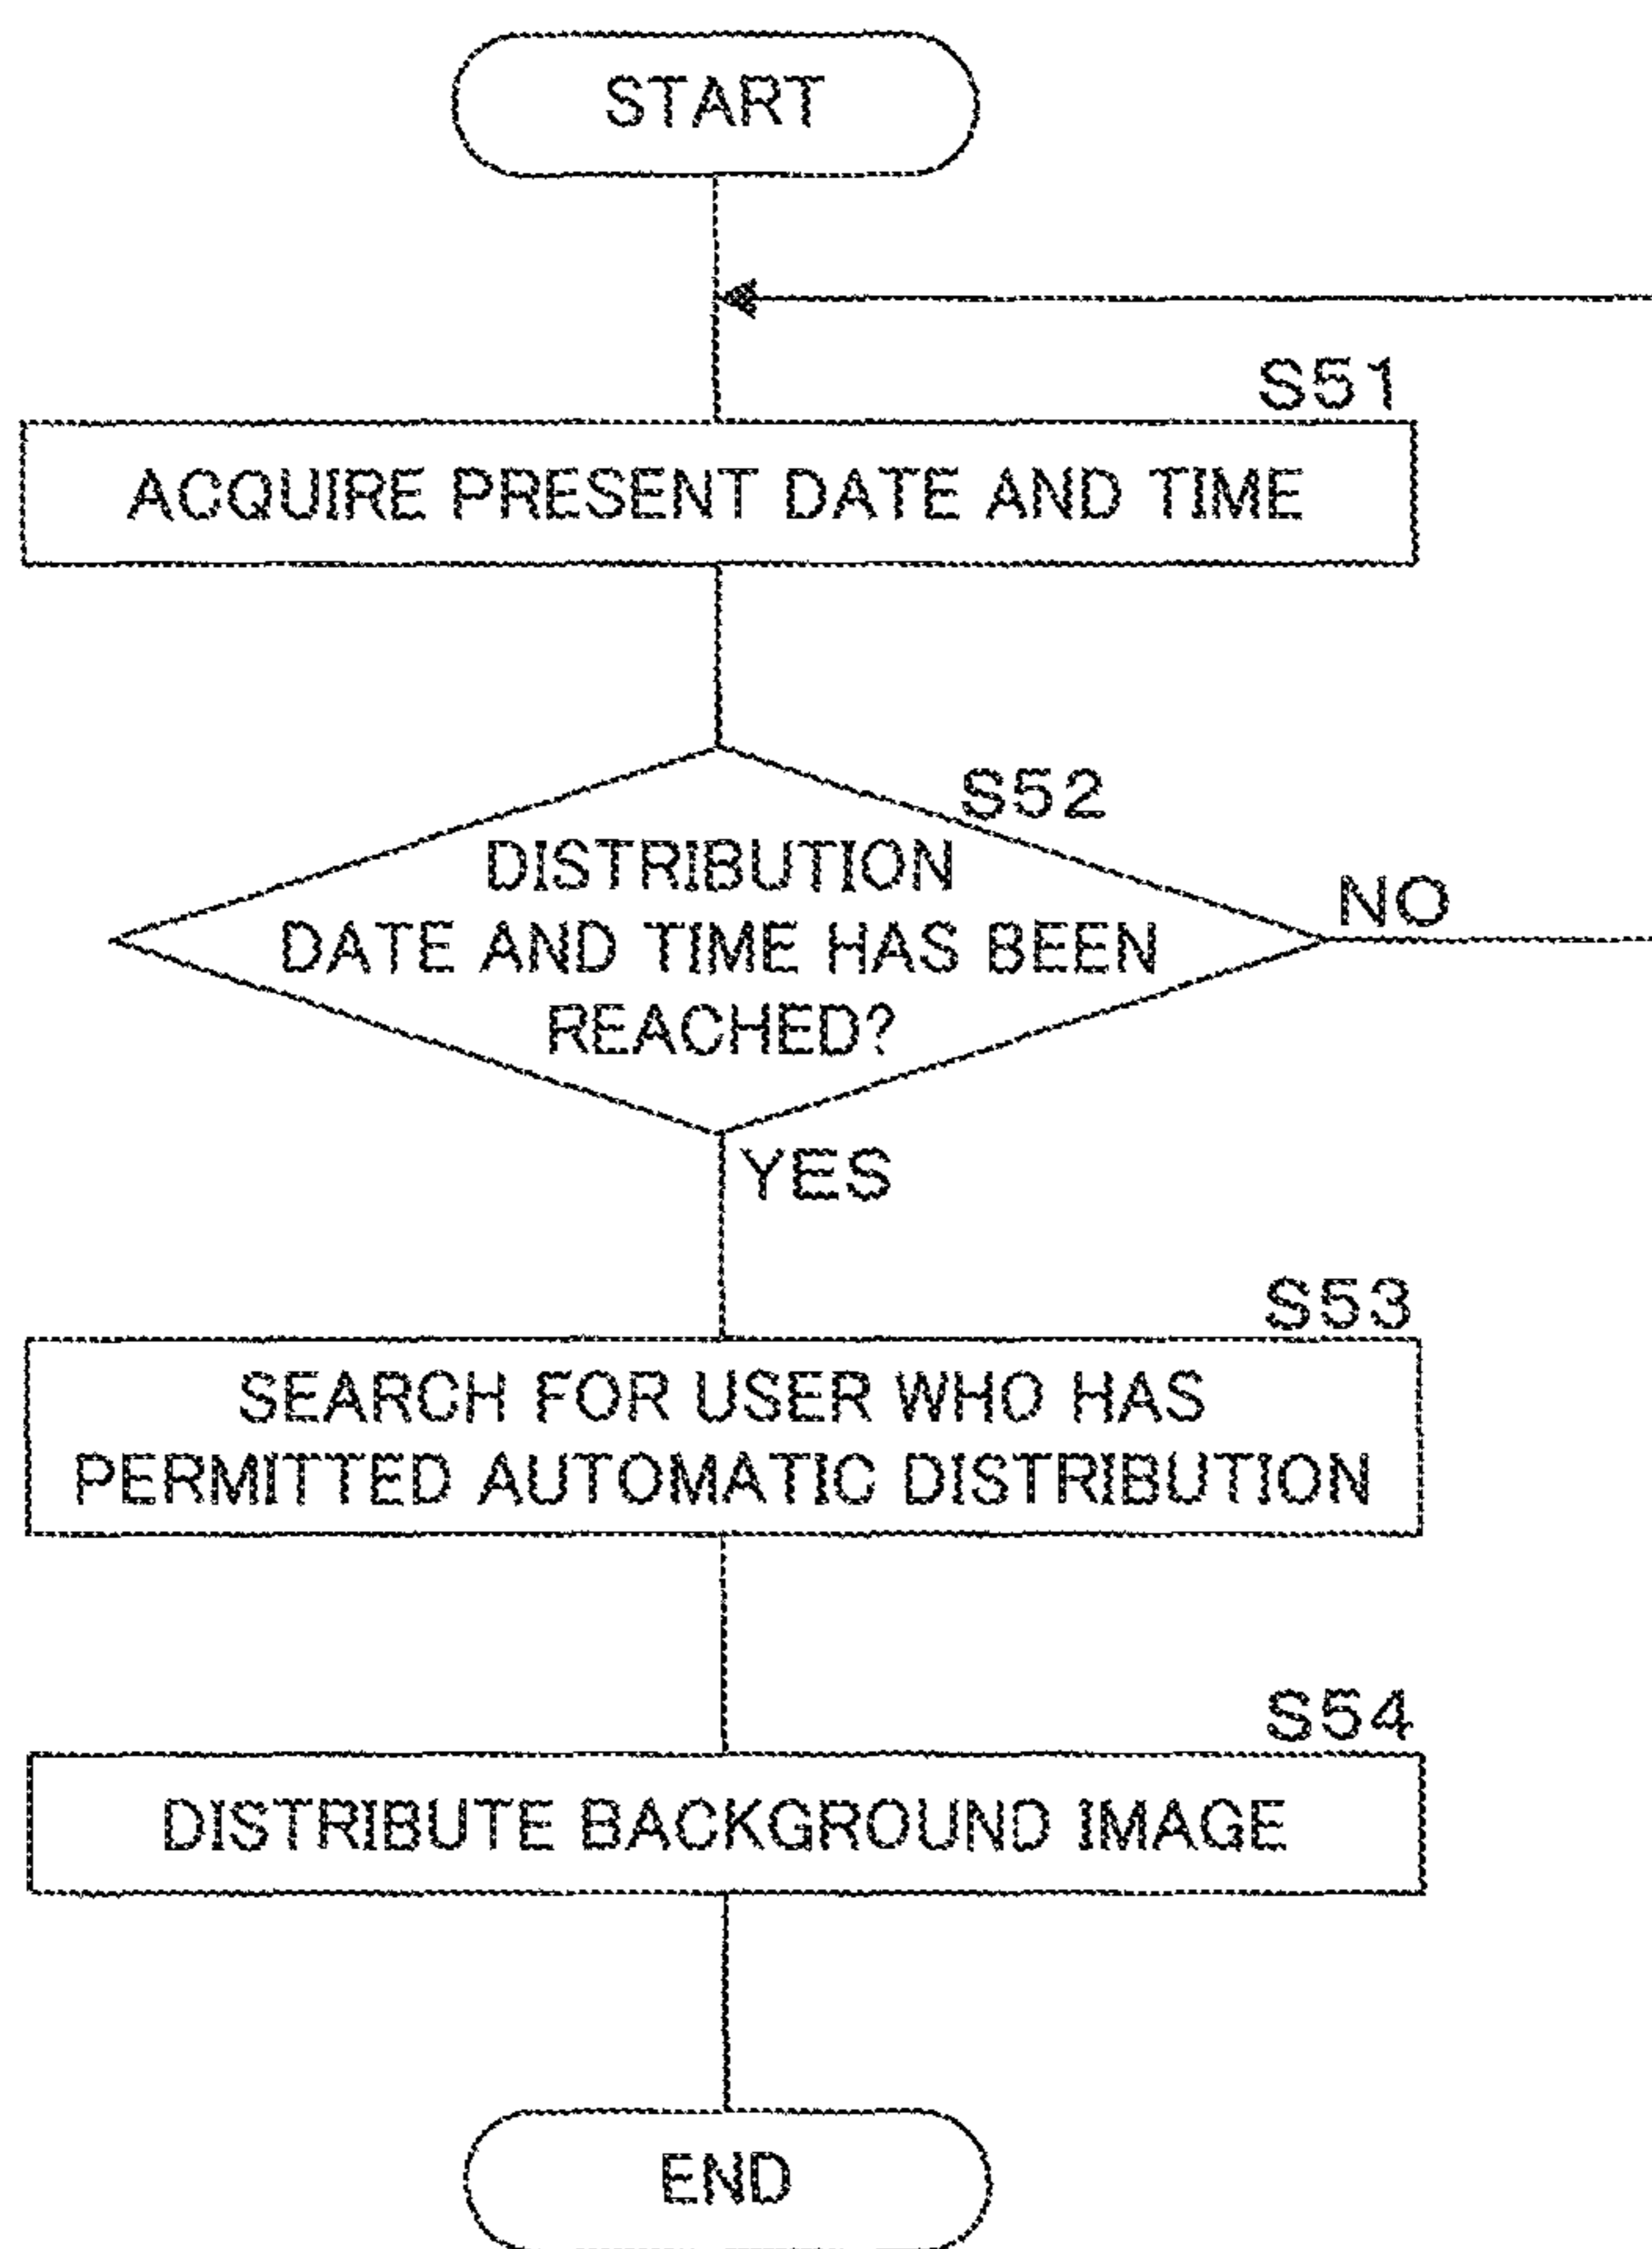 START
S51
ACQUIRE PRESENT DATE AND TIME
S52
DISTRIBUTION
DATE AND TIME HAS BEEN
REACHED?
NO
YES
S53
SEARCH FOR USER WHO HAS
PERMITTED AUTOMATIC DISTRIBUTION
S54
DISTRIBUTE BACKGROUND IMAGE
END